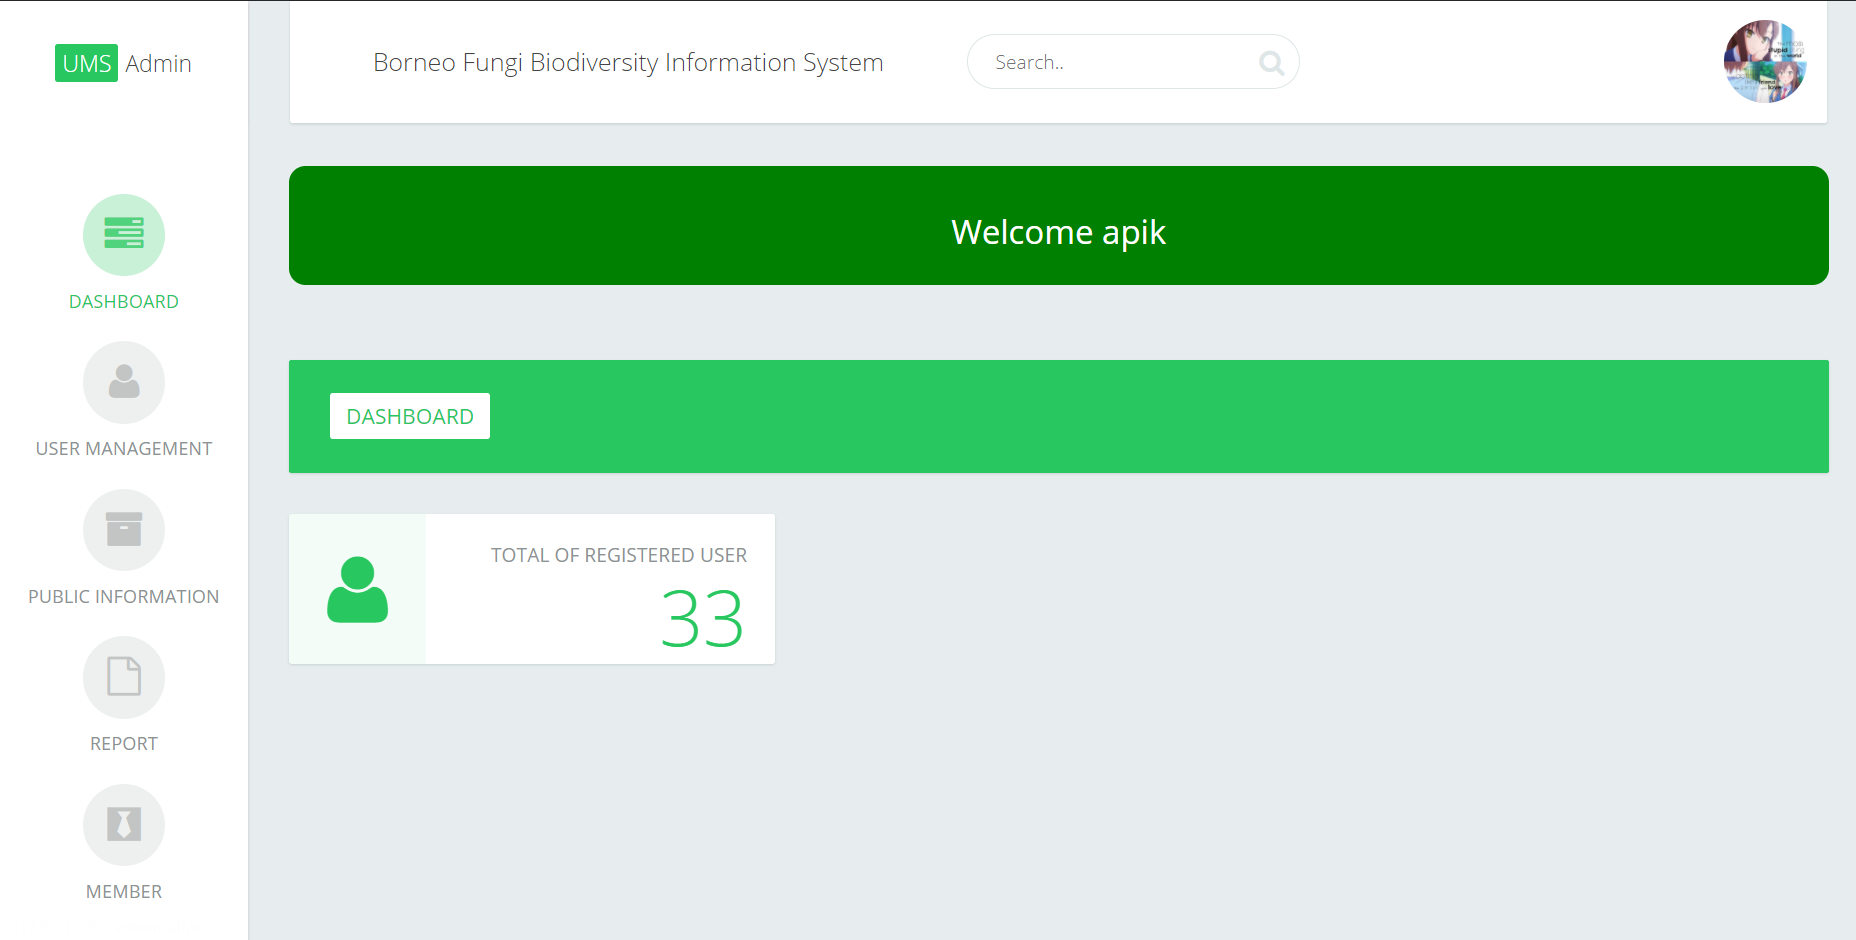 UMS Admin
Borneo Fungi Biodiversity Information System
Search..
Welcome apik
DASHBOARD
USER MANAGEMENT
PUBLIC INFORMATION
REPORT
MEMBER
DASHBOARD
TOTAL OF REGISTERED USER
33